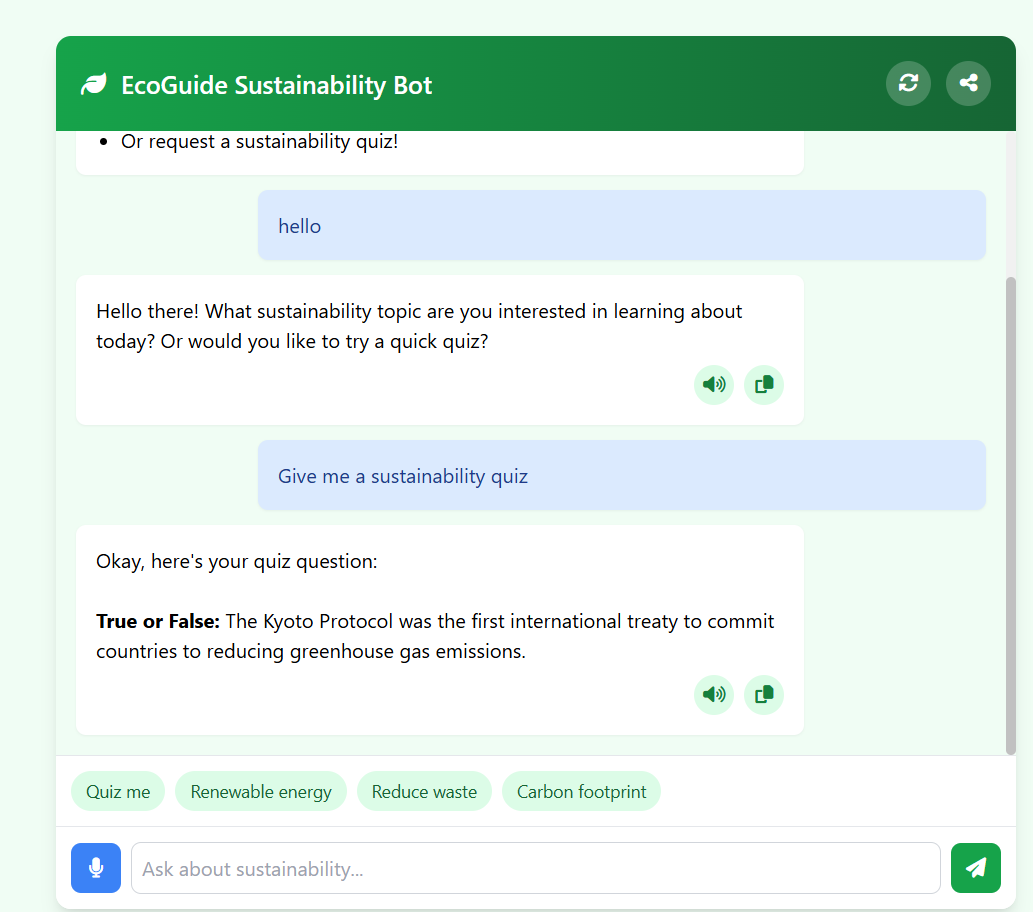 EcoGuide Sustainability Bot
• Or request a sustainability quiz!
hello
Hello there! What sustainability topic are you interested in learning about
today? Or would you like to try a quick quiz?
Give me a sustainability quiz
Okay, here's your quiz question:
True or False: The Kyoto Protocol was the first international treaty to commit
countries to reducing greenhouse gas emissions.
Quiz me Renewable energy Reduce waste Carbon footprint
Ask about sustainability...